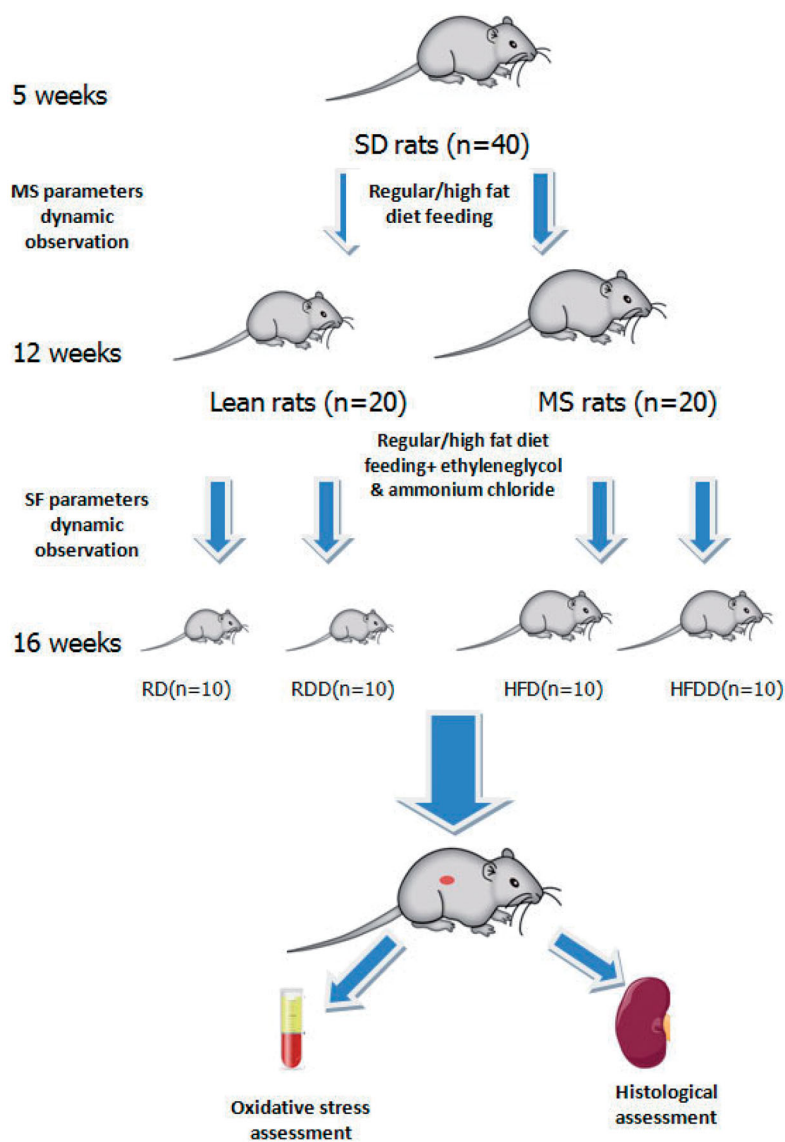 5 weeks
SD rats (n=40)
MS parameters
dynamic
observation
Regular/high fat
diet feeding
12 weeks
Lean rats (n=20)
MS rats (n=20)
Regular/high fat diet
feeding+ ethyleneglycol
& ammonium chloride
SF parameters
dynamic
observation
16 weeks
RD(n=10)
RDD(n=10)
HFD(n=10)
HFDD(n=10)
Oxidative stress
assessment
Histological
assessment